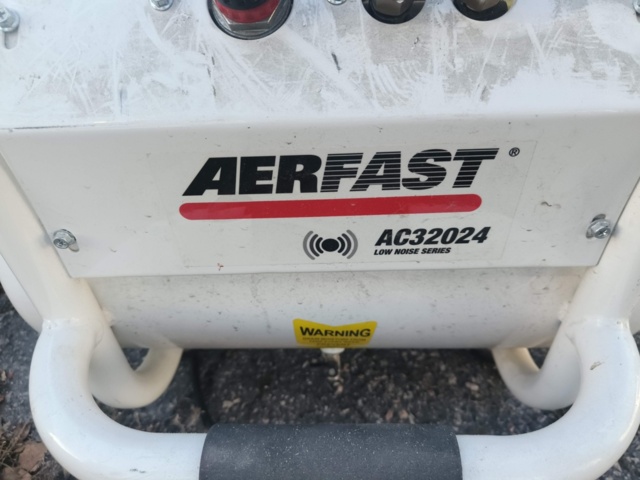 AERFAST®
AC32024
LOW NOISE SERIES
WARNING